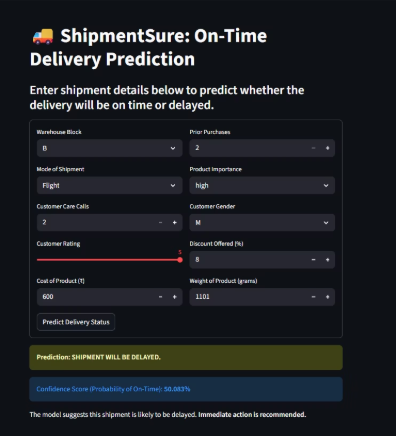 🚚 ShipmentSure: On-Time
Delivery Prediction
Enter shipment details below to predict whether the
delivery will be on time or delayed.
Warehouse Block
B
Prior Purchases
2
Mode of Shipment
Flight
Product Importance
high
Customer Care Calls
2
Customer Gender
M
Customer Rating
5
Discount Offered (%)
8
Cost of Product (₹)
600
Weight of Product (grams)
1101
Predict Delivery Status
Prediction: SHIPMENT WILL BE DELAYED.
Confidence Score (Probability of On-Time): 50.083%
The model suggests this shipment is likely to be delayed. Immediate action is recommended.